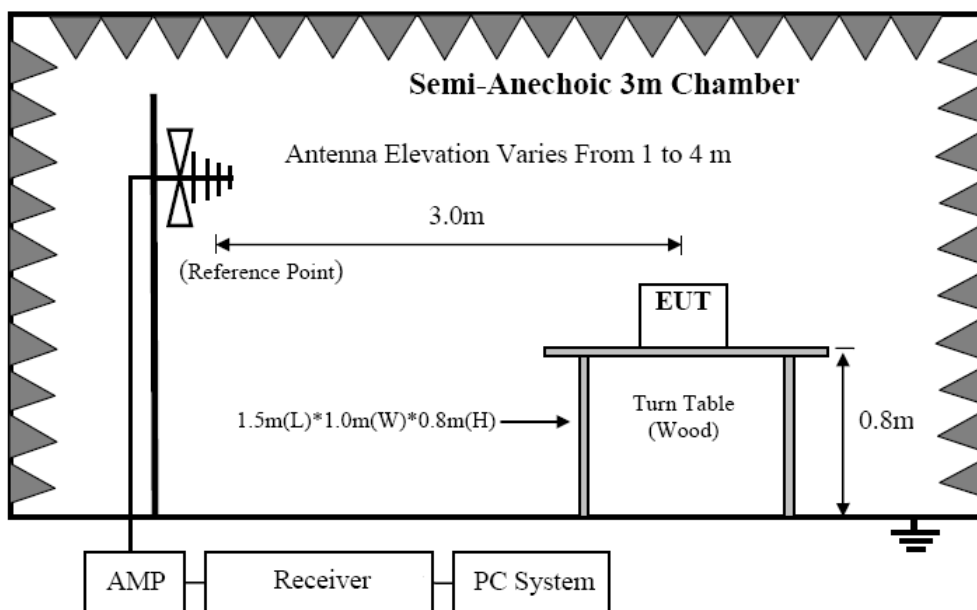 Semi-Anechoic 3m Chamber
Antenna Elevation Varies From 1 to 4 m
3.0m
(Reference Point)
EUT
1.5m(L)*1.0m(W)*0.8m(H)
Turn Table
(Wood)
0.8m
AMP
Receiver
PC System